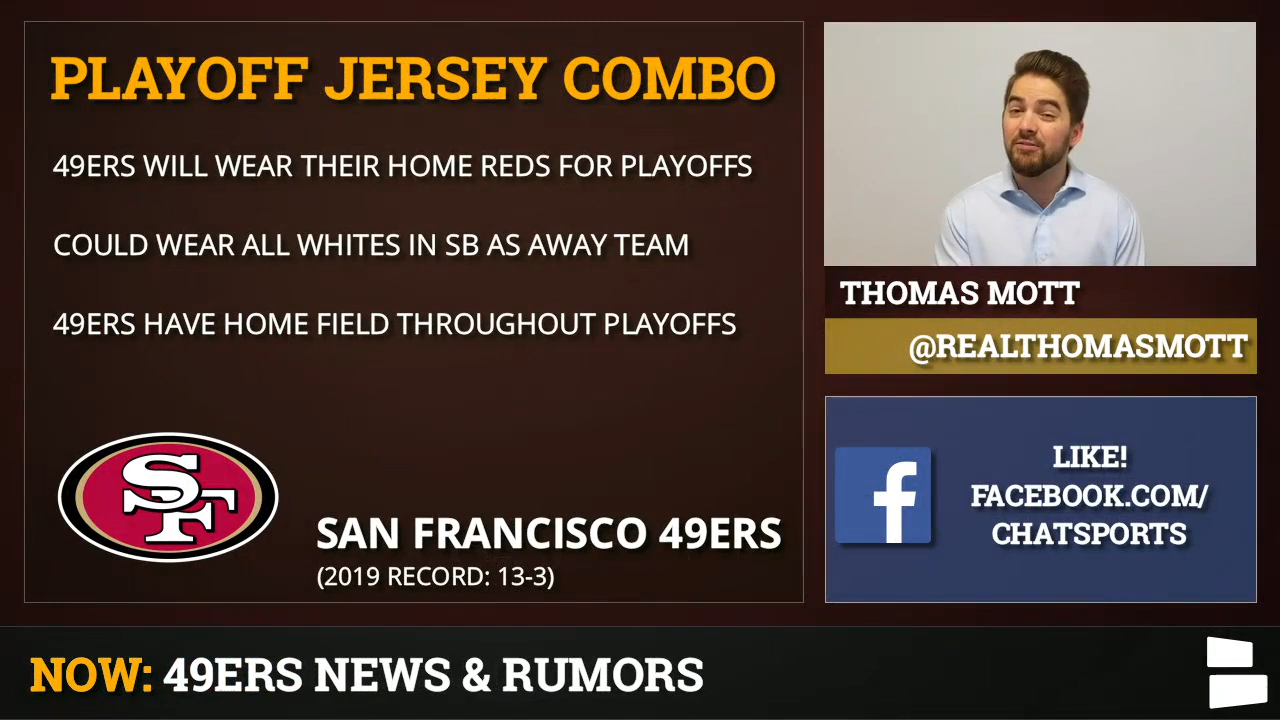 PLAYOFF JERSEY COMBO
49ERS WILL WEAR THEIR HOME REDS FOR PLAYOFFS
COULD WEAR ALL WHITES IN SB AS AWAY TEAM
49ERS HAVE HOME FIELD THROUGHOUT PLAYOFFS
SF
SAN FRANCISCO 49ERS
(2019 RECORD: 13-3)
THOMAS MOTT
@REALTHOMASMOTT
f
LIKE!
FACEBOOK.COM/
CHATSPORTS
NOW: 49ERS NEWS & RUMORS